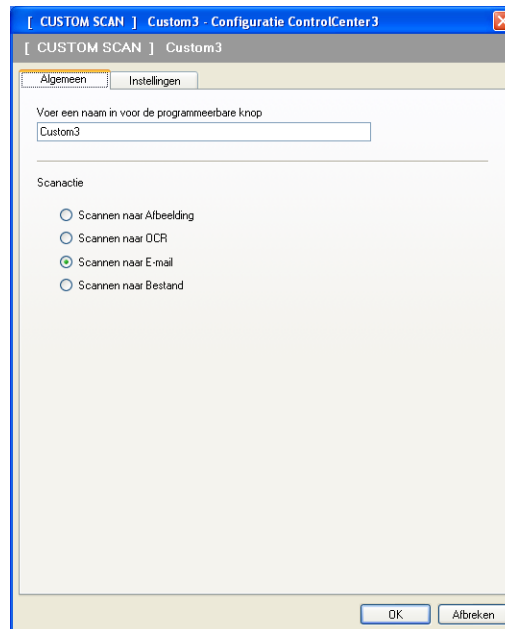 [ CUSTOM SCAN ] Custom3 - Configuratie ControlCenter3
[ CUSTOM SCAN ] Custom3
Algemeen Instellingen
Voer een naam in voor de programmeerbare knop
Custom3
Scanactie
Scannen naar Afbeelding
Scannen naar OCR
Scannen naar E-mail
Scannen naar Bestand
OK Afbreken